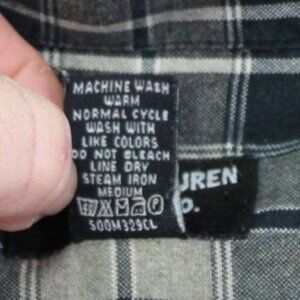 MACHINE WASH
WARM
NORMAL CYCLE
WASH WITH
LIKE COLORS
DO NOT BLEACH
LINE DRY
STEAM IRON
MEDIUM
500M329CL
UREN
O.